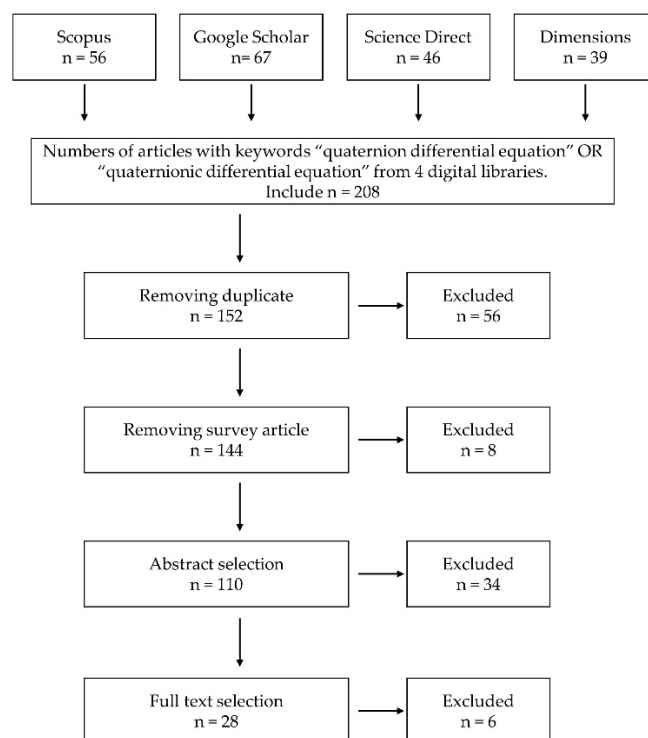 Scopus
n = 56
Google Scholar
n= 67
Science Direct
n = 46
Dimensions
n = 39
Numbers of articles with keywords “quaternion differential equation” OR
“quaternionic differential equation” from 4 digital libraries.
Include n = 208
Removing duplicate
n = 152
Excluded
n = 56
Removing survey article
n = 144
Excluded
n = 8
Abstract selection
n = 110
Excluded
n = 34
Full text selection
n = 28
Excluded
n = 6